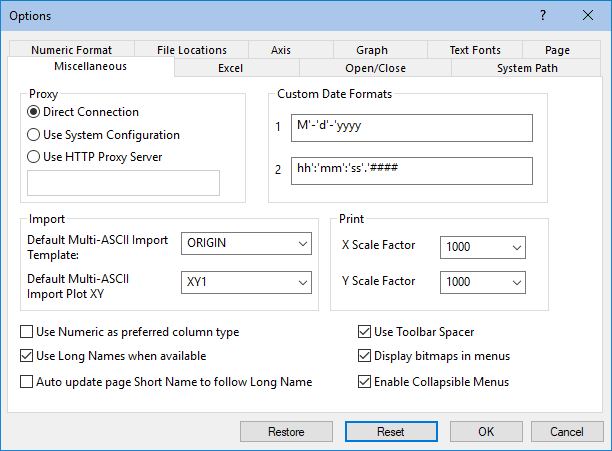 Options
?
Numeric Format File Locations Axis Graph Text Fonts Page
Miscellaneous Excel Open/Close System Path
Proxy
Direct Connection
Use System Configuration
Use HTTP Proxy Server
Custom Date Formats
1 M'-'d'-'yyyy
2 hh':'mm':'ss'.'####
Import
Default Multi-ASCII Import
Template:
ORIGIN
Default Multi-ASCII
Import Plot XY
XY1
Print
X Scale Factor 1000
Y Scale Factor 1000
Use Numeric as preferred column type
Use Long Names when available
Auto update page Short Name to follow Long Name
Use Toolbar Spacer
Display bitmaps in menus
Enable Collapsible Menus
Restore Reset OK Cancel